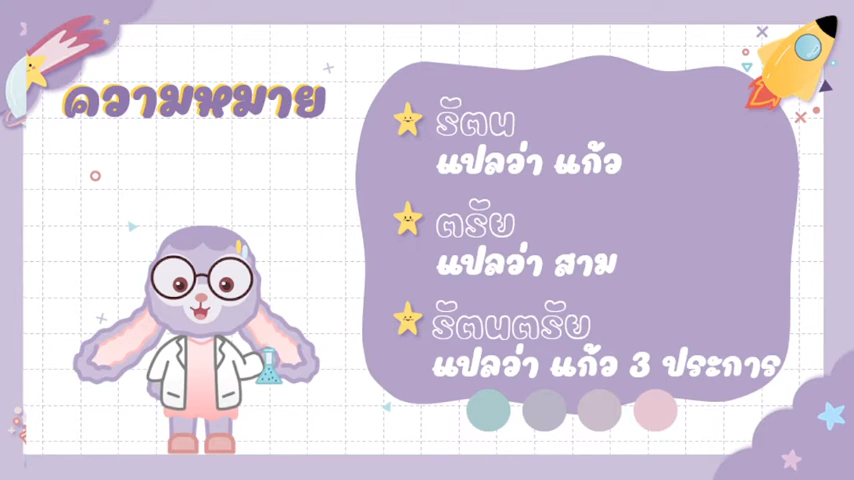 ความหมาย
รัตน
แปลว่า แก้ว
ตรัย
แปลว่า สาม
รัตนตรัย
แปลว่า แก้ว 3 ประการ